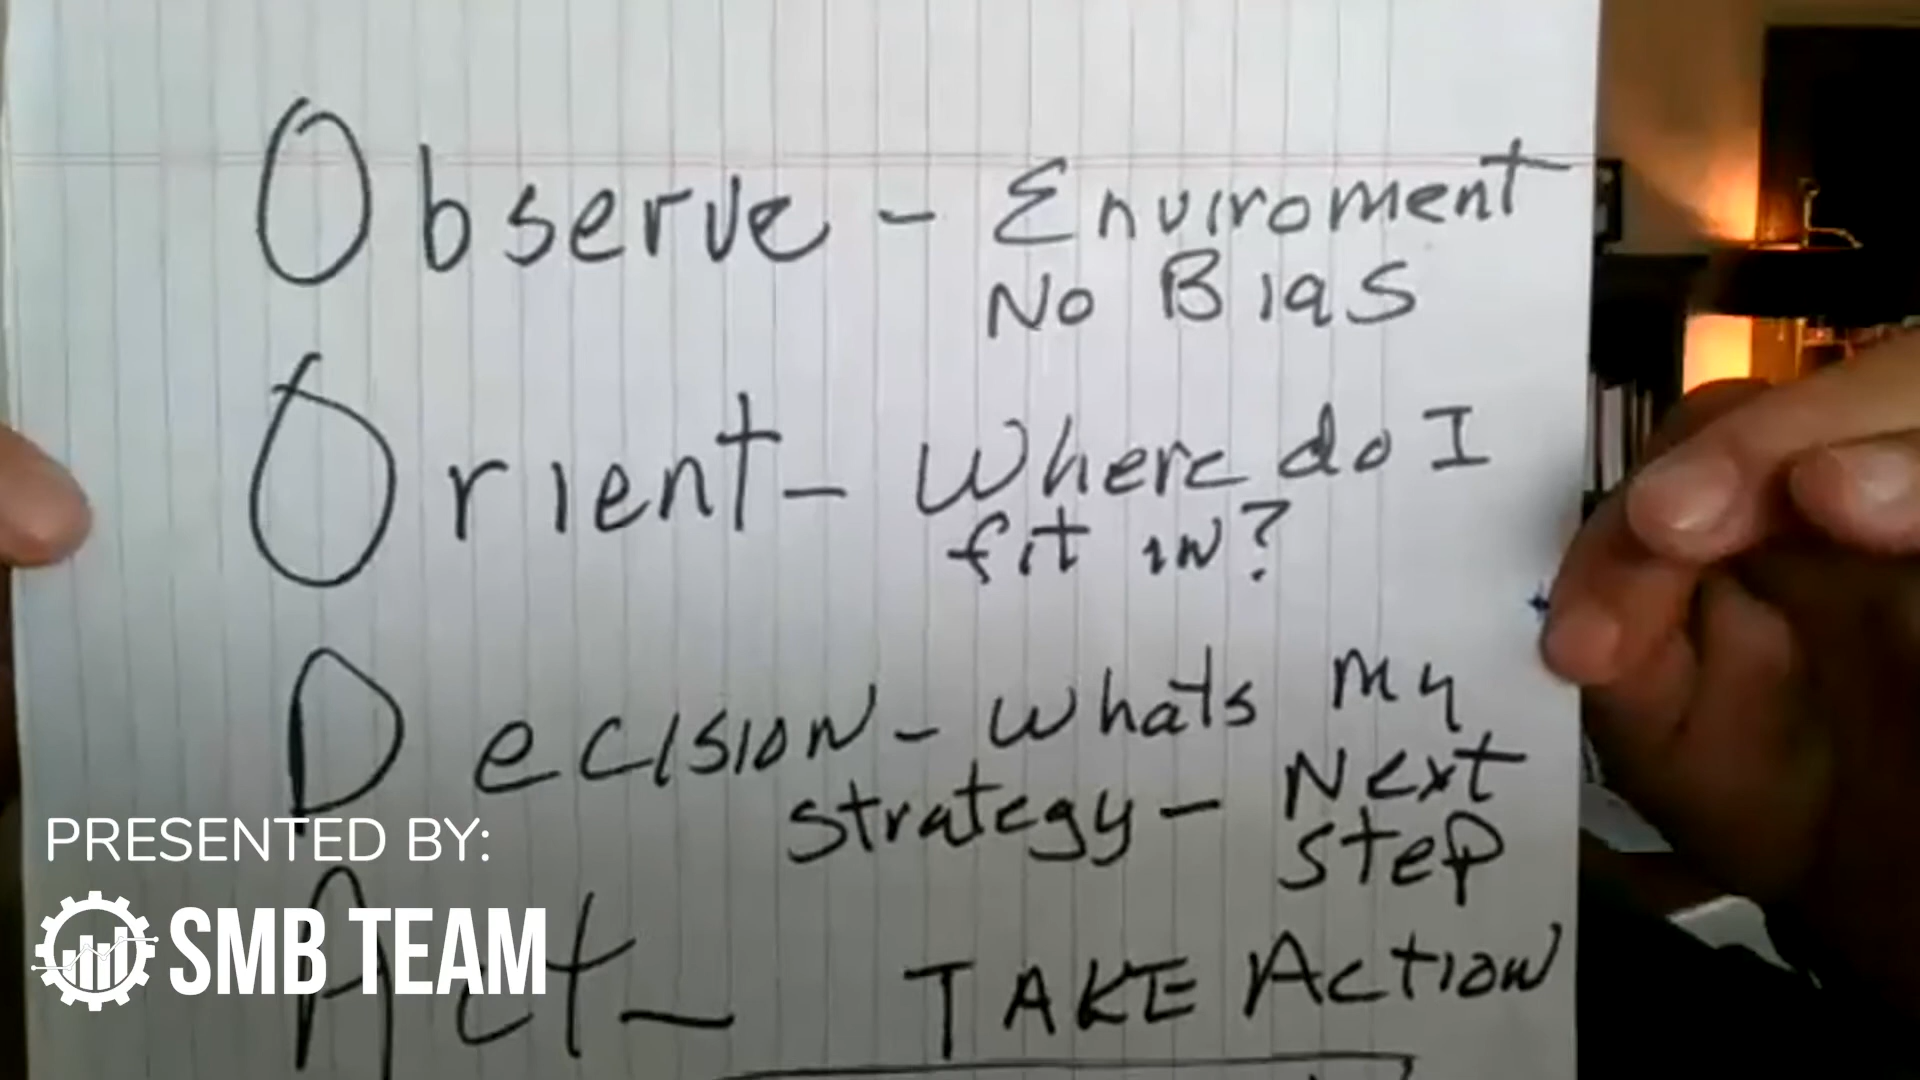 Observe - Enviroment
No Bias
Orient - Where do I
fit in?
Decision - whats my
strategy - Next
step
Act - TAKE Action
PRESENTED BY:
SMB TEAM